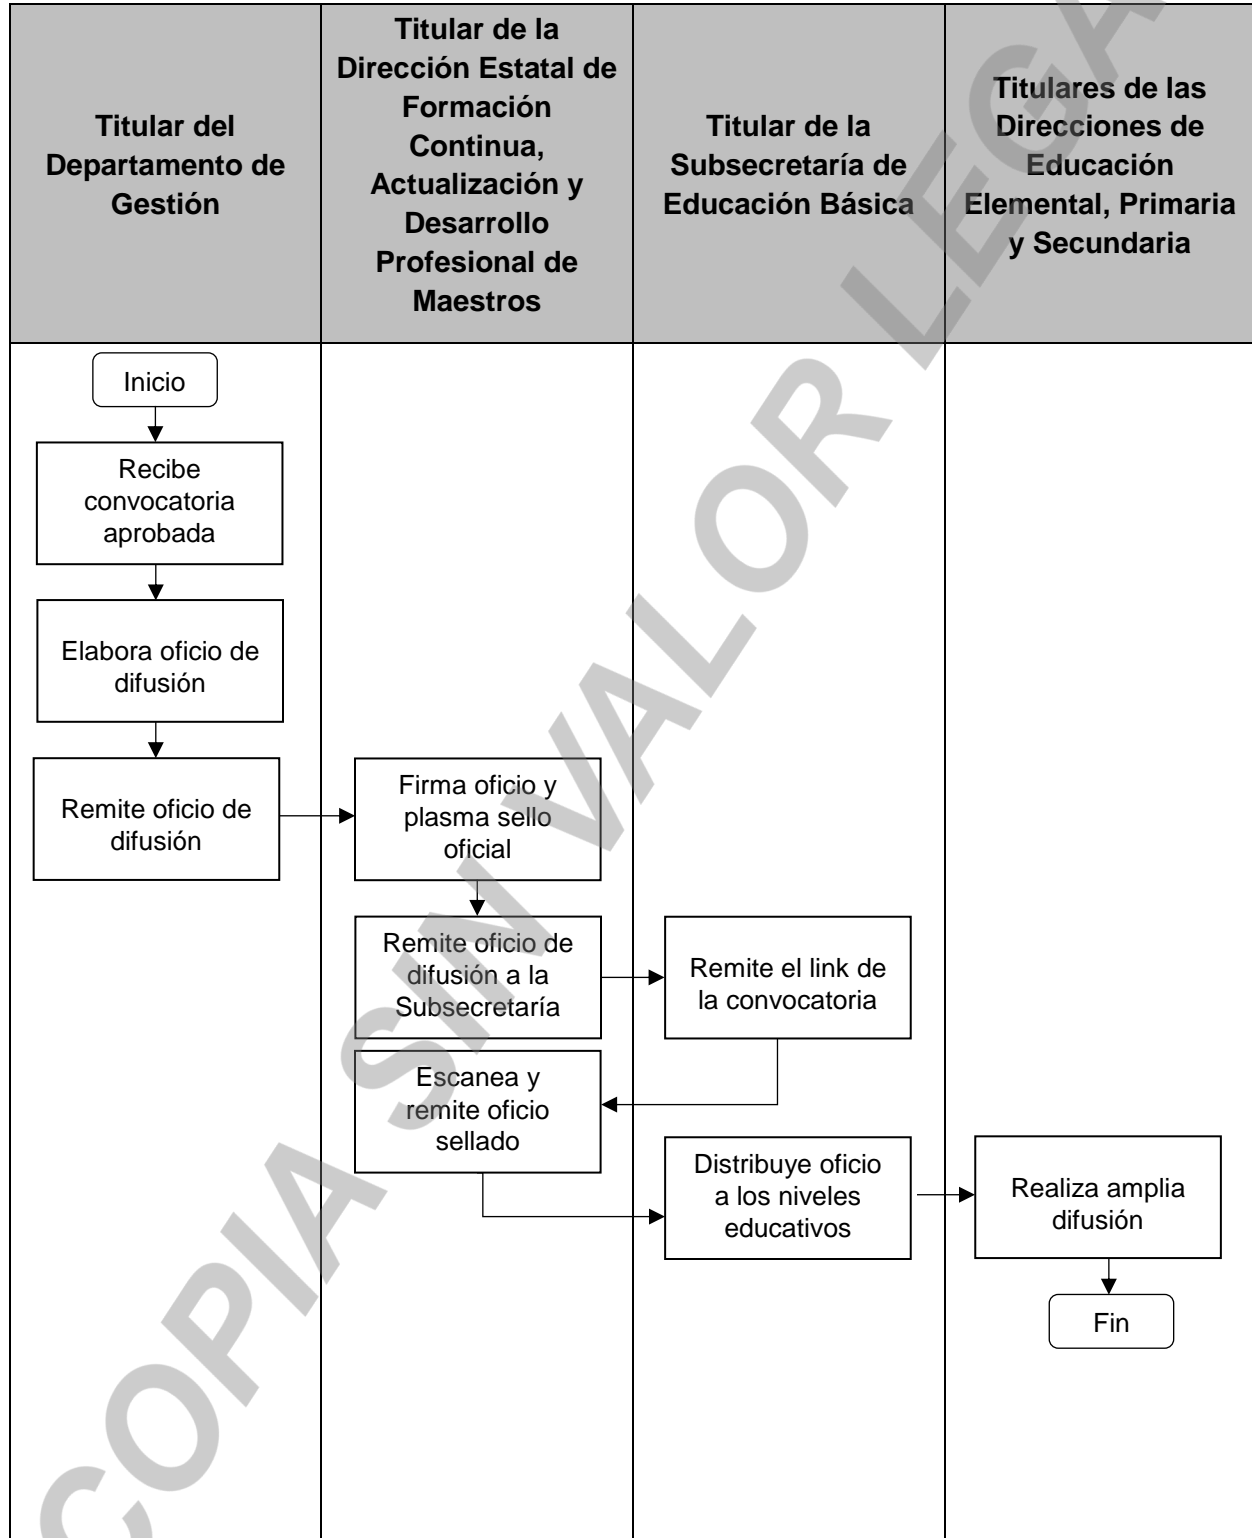 Titular del
Departamento de
Gestión
Titular de la
Dirección Estatal de
Formación
Continua,
Actualización y
Desarrollo
Profesional de
Maestros
Titular de la
Subsecretaría de
Educación Básica
Titulares de las
Direcciones de
Educación
Elemental, Primaria
y Secundaria
Inicio
Recibe
convocatoria
aprobada
Elabora oficio de
difusión
Remite oficio de
difusión
Firma oficio y
plasma sello
oficial
Remite oficio de
difusión a la
Subsecretaría
Remite el link de
la convocatoria
Escanea y
remite oficio
sellado
Distribuye oficio
a los niveles
educativos
Realiza amplia
difusión
Fin
COPIA SIN VALOR LEGA